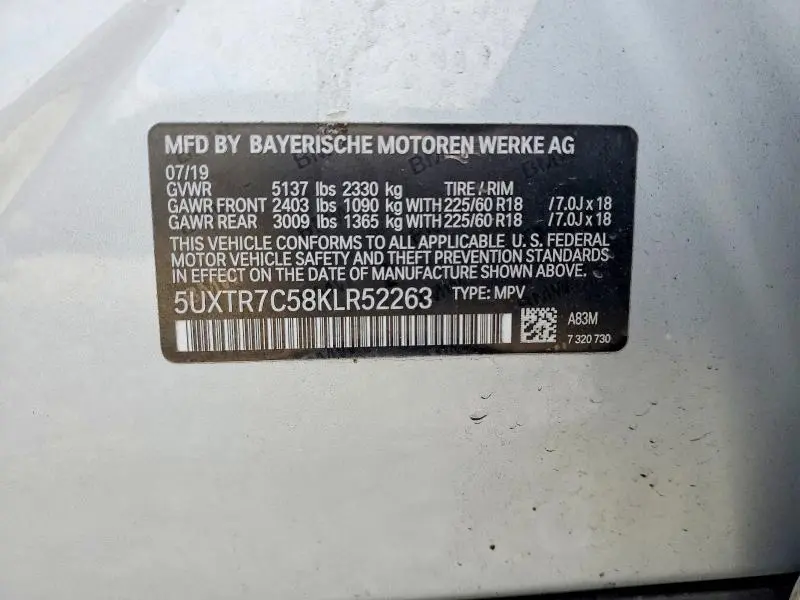 MFD BY BAYERISCHE MOTOREN WERKE AG
07/19
GVWR 5137 lbs 2330 kg TIRE / RIM
GAWR FRONT 2403 lbs 1090 kg WITH 225/60 R18 /7.0J x 18
GAWR REAR 3009 lbs 1365 kg WITH 225/60 R18 /7.0J x 18
THIS VEHICLE CONFORMS TO ALL APPLICABLE U. S. FEDERAL
MOTOR VEHICLE SAFETY AND THEFT PREVENTION STANDARDS
IN EFFECT ON THE DATE OF MANUFACTURE SHOWN ABOVE.
5UXTR7C58KLR52263 TYPE: MPV
A83M
7 320 730